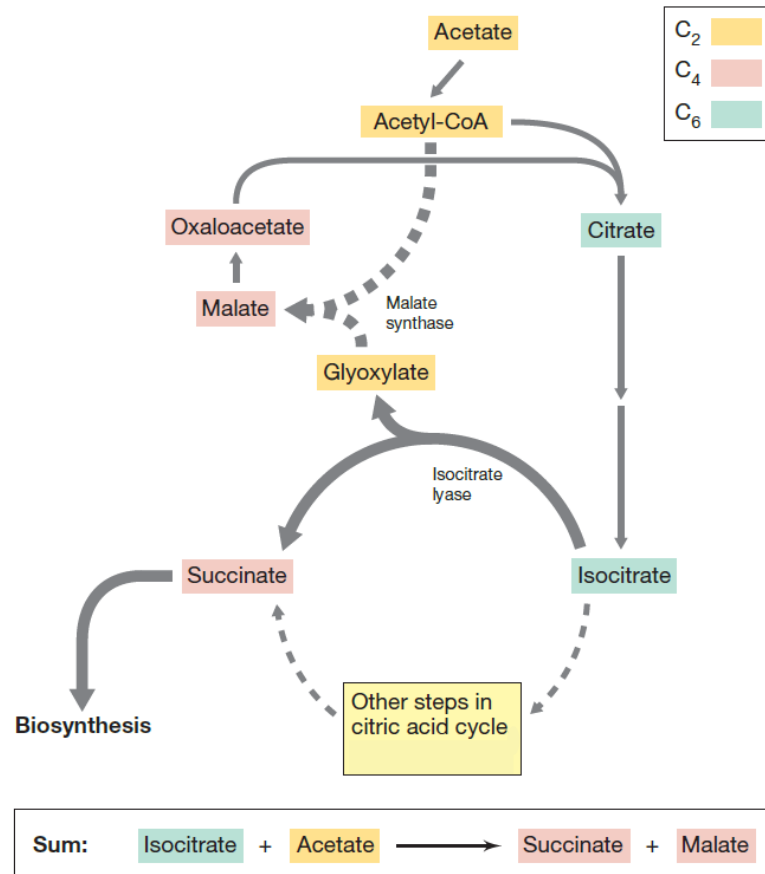 Acetate
C₂
C₄
C₆
Acetyl-CoA
Oxaloacetate
Citrate
Malate
Malate
synthase
Glyoxylate
Isocitrate
lyase
Succinate
Isocitrate
Other steps in
citric acid cycle
Biosynthesis
Sum: Isocitrate + Acetate Succinate + Malate